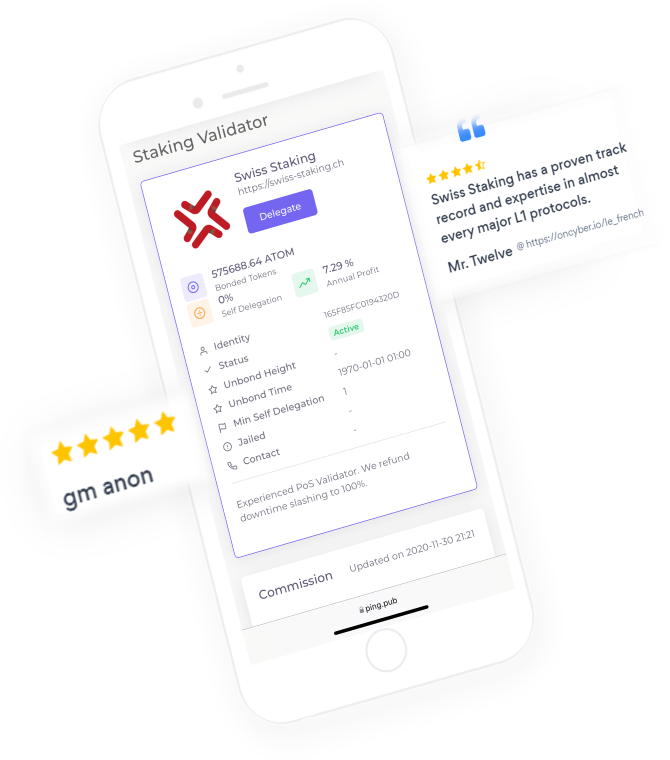 Staking Validator
Swiss Staking
https://swiss-staking.ch
Delegate
575688.64 ATOM
Bonded Tokens
0%
Self Delegation
7.29 %
Annual Profit
Identity
165F85FC0194320D
Status
Active
Unbond Height
-
Unbond Time
1970-01-01 01:00
Min Self Delegation
1
Jailed
-
Contact
-
Experienced PoS Validator. We refund
downtime slashing to 100%.
Commission
Updated on 2020-11-30 21:21
ping.pub
“
Swiss Staking has a proven track
record and expertise in almost
every major L1 protocols.
Mr. Twelve @ https://oncyber.io/le_french
gm anon